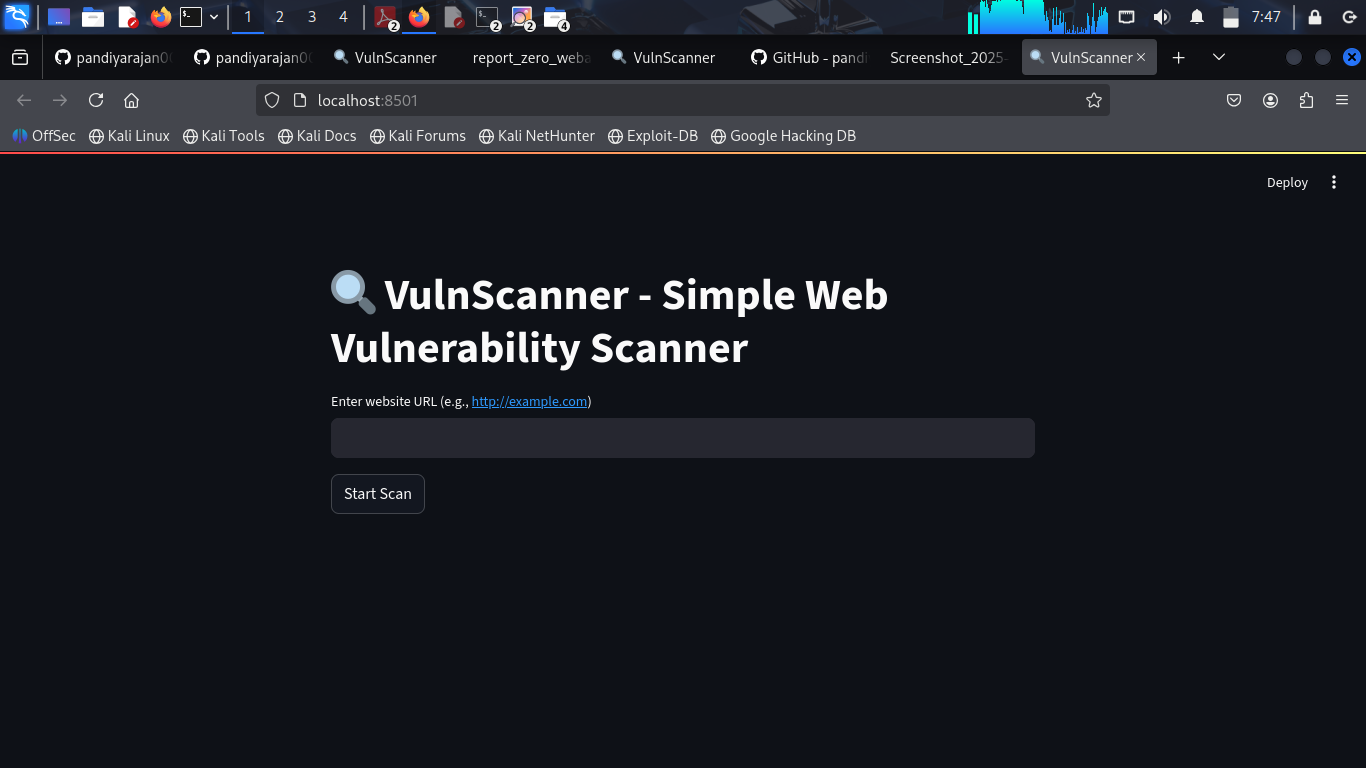 1 2 3 4 2 2 2 4 7:47
pandiyarajan0 pandiyarajan0 VulnScanner report_zero_weba VulnScanner GitHub - pandi Screenshot_2025- VulnScanner
localhost:8501
OffSec Kali Linux Kali Tools Kali Docs Kali Forums Kali NetHunter Exploit-DB Google Hacking DB
Deploy
VulnScanner - Simple Web
Vulnerability Scanner
Enter website URL (e.g., http://example.com)
Start Scan